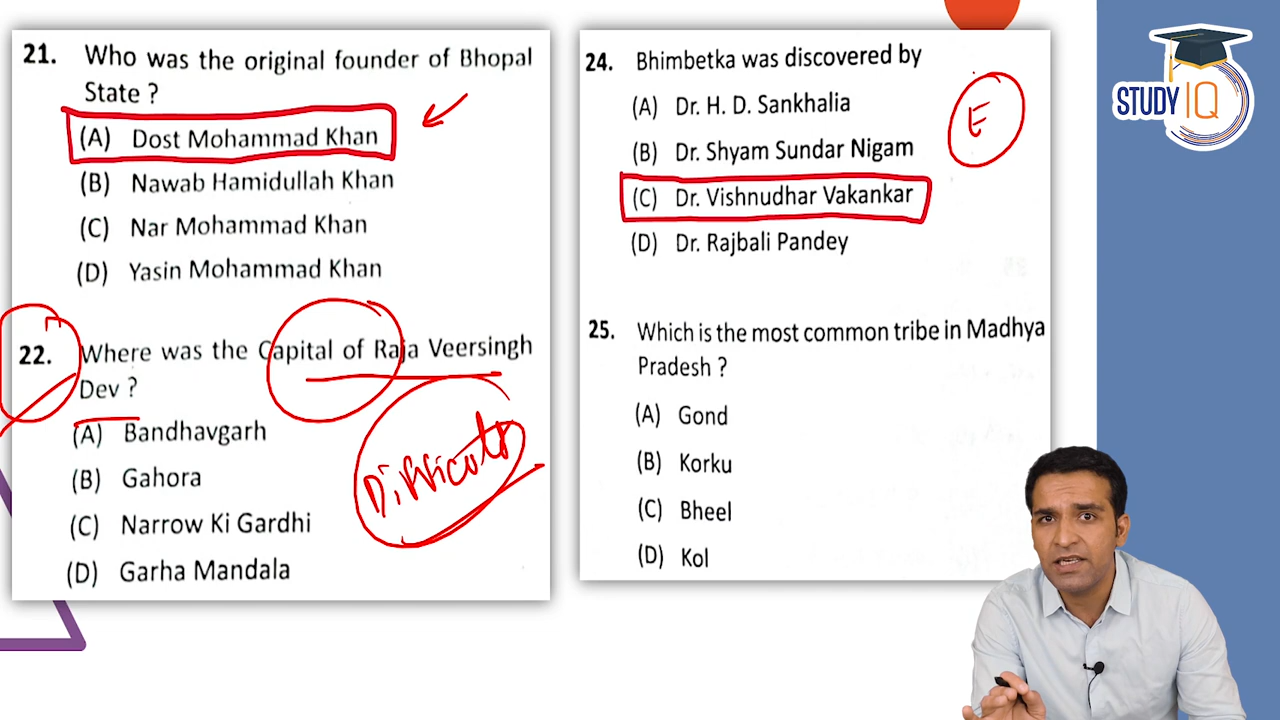 21. Who was the original founder of Bhopal
State ?
(A) Dost Mohammad Khan
(B) Nawab Hamidullah Khan
(C) Nar Mohammad Khan
(D) Yasin Mohammad Khan
22. Where was the Capital of Raja Veersingh
Dev ?
(A) Bandhavgarh
(B) Gahora
(C) Narrow Ki Gardhi
(D) Garha Mandala
Difficult
24. Bhimbetka was discovered by
(A) Dr. H. D. Sankhalia
(B) Dr. Shyam Sundar Nigam
(C) Dr. Vishnudhar Vakankar
(D) Dr. Rajbali Pandey
E
25. Which is the most common tribe in Madhya
Pradesh ?
(A) Gond
(B) Korku
(C) Bheel
(D) Kol
STUDY IQ